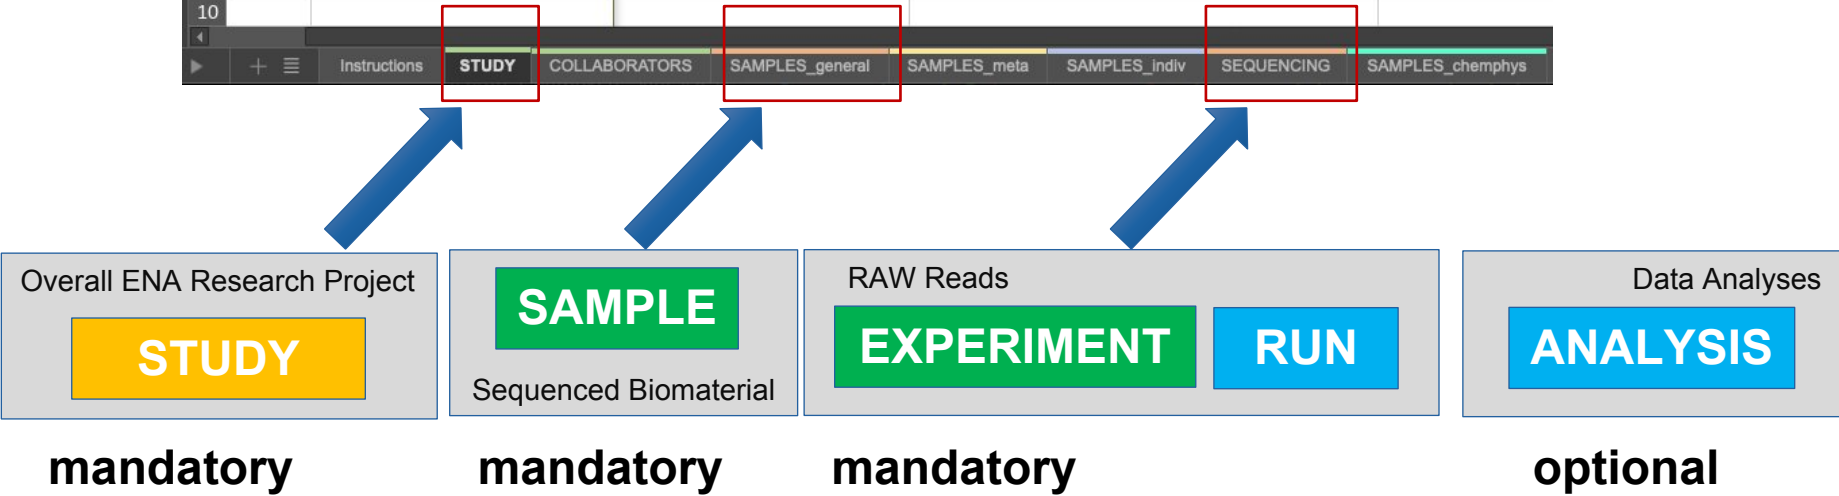 10
Instructions STUDY COLLABORATORS SAMPLES_general SAMPLES_meta SAMPLES_indiv SEQUENCING SAMPLES_chemphys
Overall ENA Research Project
STUDY
mandatory
SAMPLE
Sequenced Biomaterial
mandatory
RAW Reads
EXPERIMENT RUN
mandatory
Data Analyses
ANALYSIS
optional